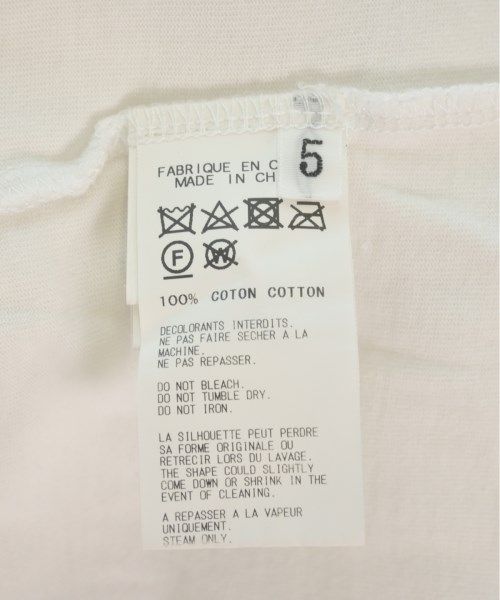 FABRIQUE EN C
MADE IN CH
5
F
W
100% COTON COTTON
DECOLORANTS INTERDITS.
NE PAS FAIRE SECHER A LA
MACHINE.
NE PAS REPASSER.
DO NOT BLEACH.
DO NOT TUMBLE DRY.
DO NOT IRON.
LA SILHOUETTE PEUT PERDRE
SA FORME ORIGINALE OU
RETRECIR LORS DU LAVAGE.
THE SHAPE COULD SLIGHTLY
COME DOWN OR SHRINK IN THE
EVENT OF CLEANING.
A REPASSER A LA VAPEUR
UNIQUEMENT.
STEAM ONLY.